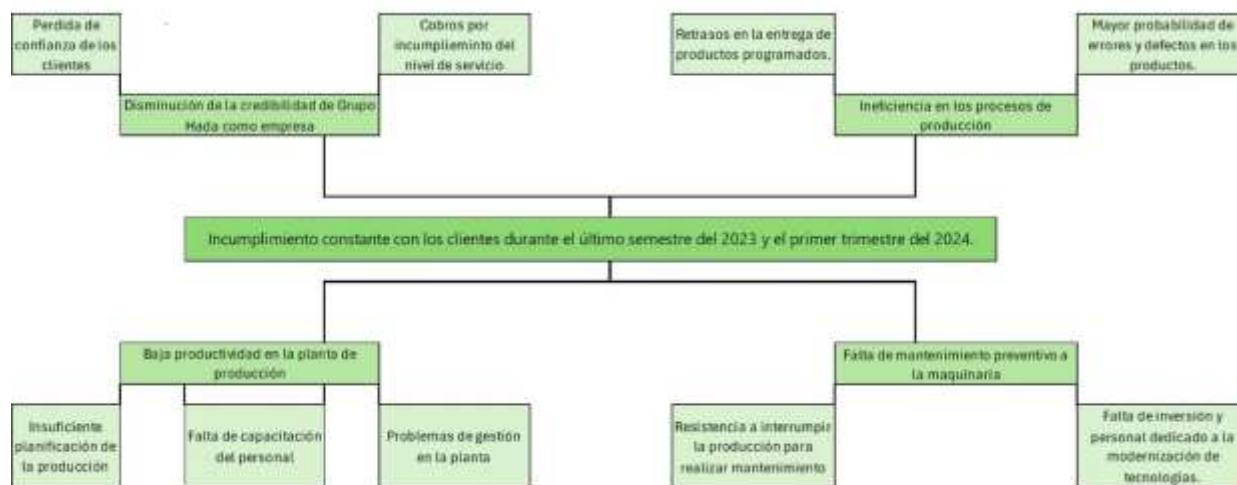 Perdida de
confianza de los
clientes
Cobros por
incumplieminto del
nivel de servicio
Retrasos en la entrega de
productos programados.
Mayor probabilidad de
errores y defectos en los
productos.
Disminución de la credibilidad de Grupo
Hada como empresa
Ineficiencia en los procesos de
producción
Incumplimiento constante con los clientes durante el último semestre del 2023 y el primer trimestre del 2024.
Baja productividad en la planta de
producción
Falta de mantenimiento preventivo a
la maquinaria
Insuficiente
planificación de
la producción
Falta de capacitación
del personal
Problemas de gestión
en la planta
Resistencia a interrumpir
la producción para
realizar mantenimiento
Falta de inversión y
personal dedicado a la
modernización de
tecnologías.